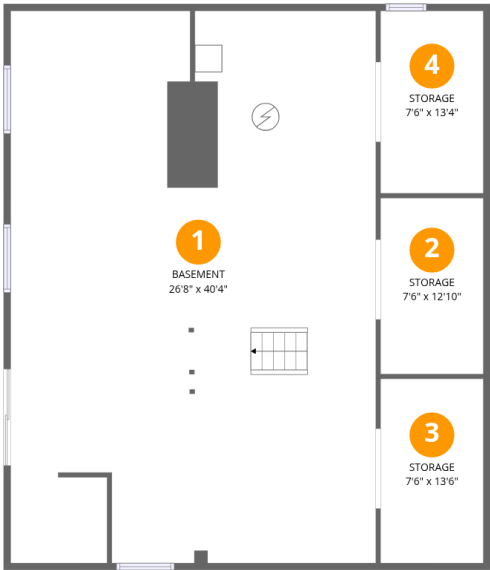 4
STORAGE
7'6" x 13'4"
1
BASEMENT
26'8" x 40'4"
2
STORAGE
7'6" x 12'10"
3
STORAGE
7'6" x 13'6"